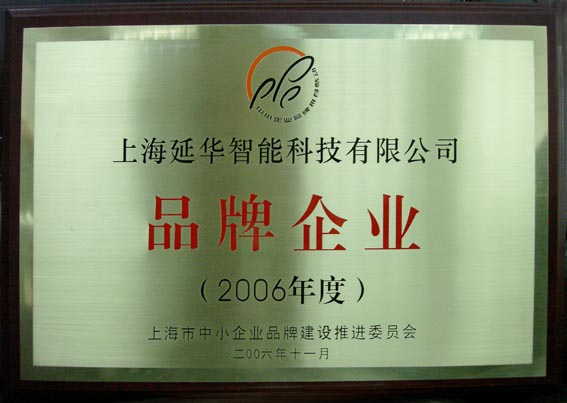 上海延华智能科技有限公司
品牌企业
（2006年度）
上海市中小企业品牌建设推进委员会
二00六年十一月